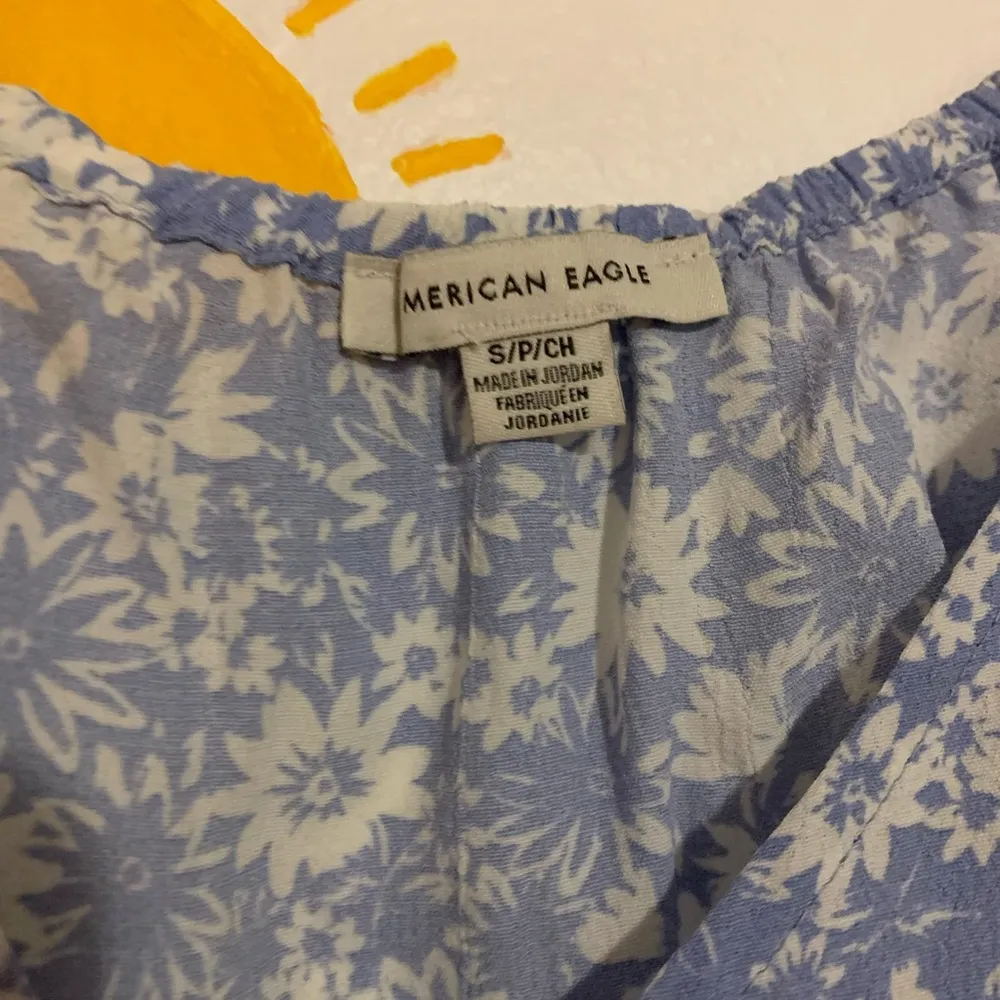 MERICAN EAGLE
S/P/CH
MADE IN JORDAN
FABRIQUÉ EN
JORDANIE